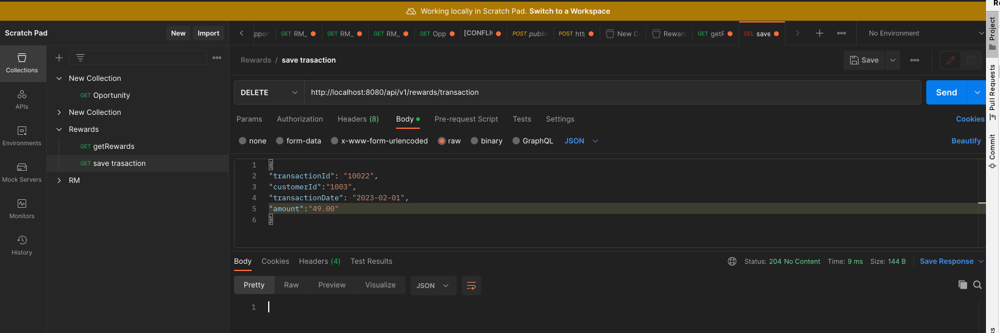 Working locally in Scratch Pad. Switch to a Workspace
Scratch Pad
New
Import
ppor
GET RM_
GET RM_
GET RM_
GET Opp
[CONFLI
POST publis
POST htt
New C
Reward
GET getR
DEL save
No Environment
Collections
APIs
Environments
Mock Servers
Monitors
History
New Collection
GET Oportunity
New Collection
Rewards
GET getRewards
GET save trasaction
RM
Rewards / save trasaction
Save
DELETE
http://localhost:8080/api/v1/rewards/transaction
Send
Params
Authorization
Headers (8)
Body
Pre-request Script
Tests
Settings
Cookies
none
form-data
x-www-form-urlencoded
raw
binary
GraphQL
JSON
Beautify
1 {
2 "transactionId": "10022",
3 "customerId":"1003",
4 "transactionDate": "2023-02-01",
5 "amount":"49.00"
6 }
Body
Cookies
Headers (4)
Test Results
Status: 204 No Content
Time: 9 ms
Size: 144 B
Save Response
Pretty
Raw
Preview
Visualize
JSON
1
Project
Pull Requests
Commit